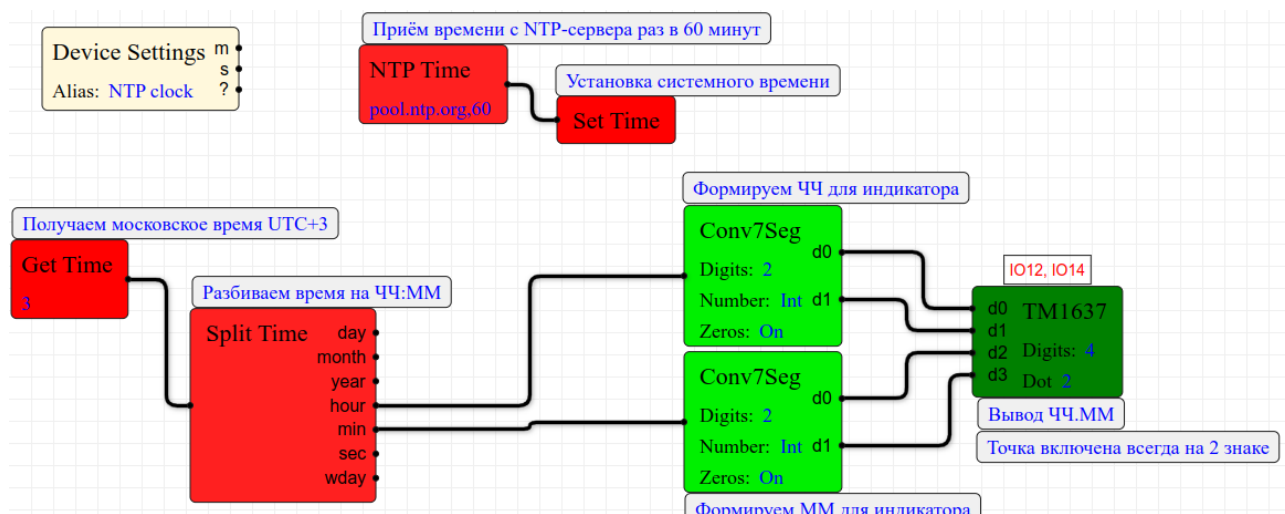 Приём времени с NTP-сервера раз в 60 минут
Device Settings m
s
Alias: NTP clock ?
NTP Time
pool.ntp.org,60
Установка системного времени
Set Time
Формируем ЧЧ для индикатора
Получаем московское время UTC+3
Get Time
3
Разбиваем время на ЧЧ:ММ
Split Time
day
month
year
hour
min
sec
wday
Conv7Seg
d0
Digits: 2
Number: Int d1
Zeros: On
Conv7Seg
d0
Digits: 2
Number: Int d1
Zeros: On
Формируем ММ для индикатора
IO12, IO14
d0 TM1637
d1
d2 Digits: 4
d3 Dot 2
Вывод ЧЧ.ММ
Точка включена всегда на 2 знаке